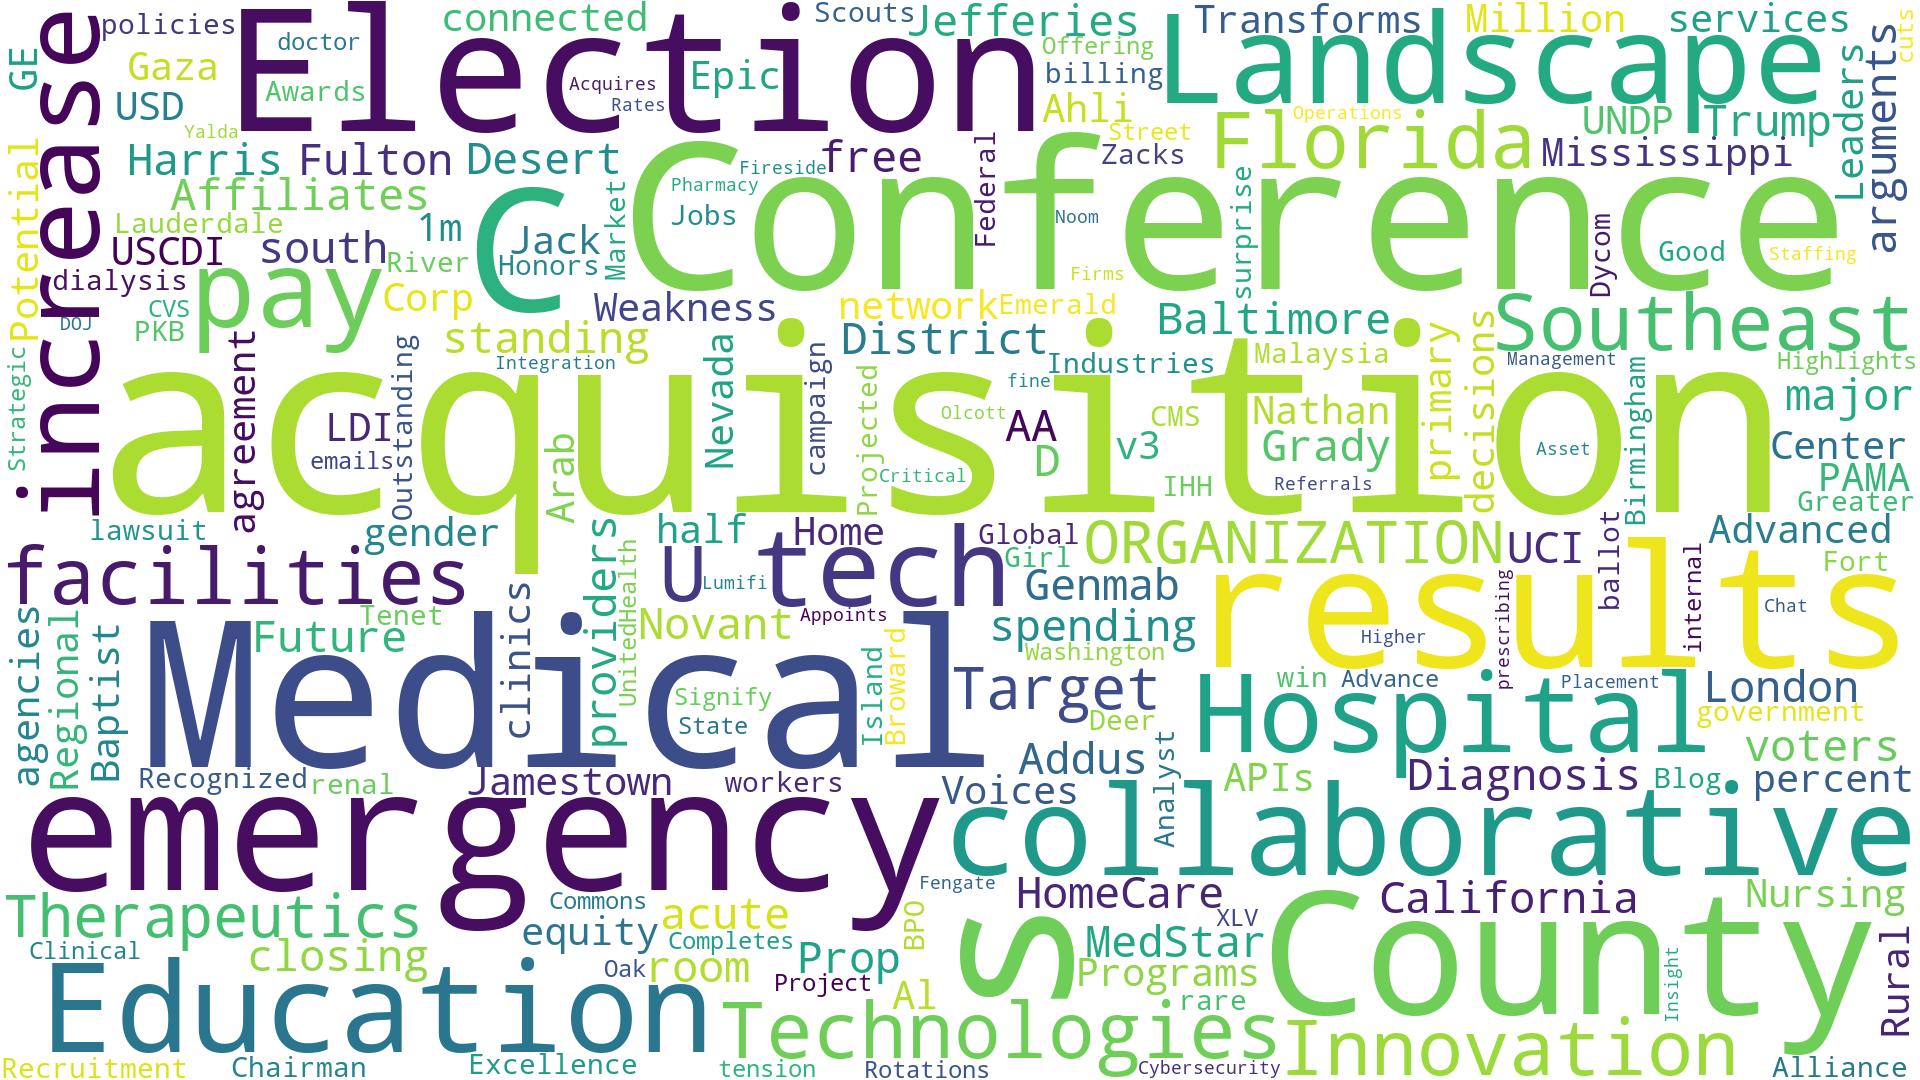 increase
Election
Landscape
Conference
acquisition
Medical
emergency
results
collaborative
County
Education
Hospital
policies
doctor
connected
Scouts
Jefferies
Transforms
Million
services
cuts
GE
Gaza
USD
Awards
Acquires
Rates
Epic
Offering
billing
Ahli
Operations
UNDP
Trump
Leaders
arguments
Yalda
Harris
Fulton
Desert
Fireside
free
Federal
Street
Zacks
Florida
Mississippi
Potential
Affiliates
Lauderdale
USCDI
south
1m
C
Jack
Honors
Market
Pharmacy
Jobs
Noom
surprise
Dycom
Good
Staffing
dialysis
pay
River
Corp
CVS
DOJ
PKB
Weakness
network
Emerald
Firms
Baltimore
Southeast
standing
District
Industries
Malaysia
Management
Highlights
Strategic
agreement
Outstanding
Integration
Nevada
campaign
Projected
fine
Olcott
AA
D
CMS
v3
Nathan
Grady
primary
decisions
Birmingham
major
Center
LDI
emails
Arab
Critical
IHH
Referrals
Asset
PAMA
Greater
lawsuit
gender
providers
half
Home
Global
Girl
ORGANIZATION
UCI
ballot
Advanced
Fort
facilities
U
tech
Lumifi
UnitedHealth
Genmab
internal
prescribing
Chat
Tenet
Future
clinics
Novant
Appoints
spending
Washington
Higher
agencies
Regional
Baptist
Signify
State
Island
Broward
Target
Deer
win
Advance
Placement
London
government
voters
Recognized
renal
Jamestown
workers
Voices
Addus
Analyst
APIs
Diagnosis
Blog
percent
Therapeutics
Clinical
closing
Commons
equity
acute
Completes
Fengate
HomeCare
XLV
California
Nursing
BPO
S
MedStar
Oak
room
Prop
Project
Al
Programs
rare
Insight
Rural
Technologies
Innovation
Recruitment
Chairman
Excellence
tension
Rotations
Cybersecurity
Alliance